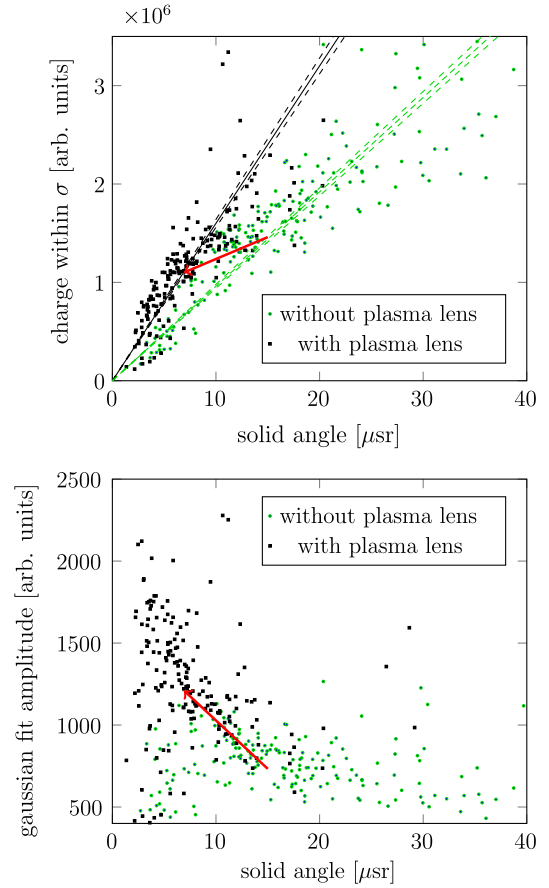 ×10⁶
3
2
1
0
charge within σ [arb. units]
without plasma lens
with plasma lens
0 10 20 30 40
solid angle [μsr]
2500
2000
1500
1000
500
gaussian fit amplitude [arb. units]
without plasma lens
with plasma lens
0 10 20 30 40
solid angle [μsr]